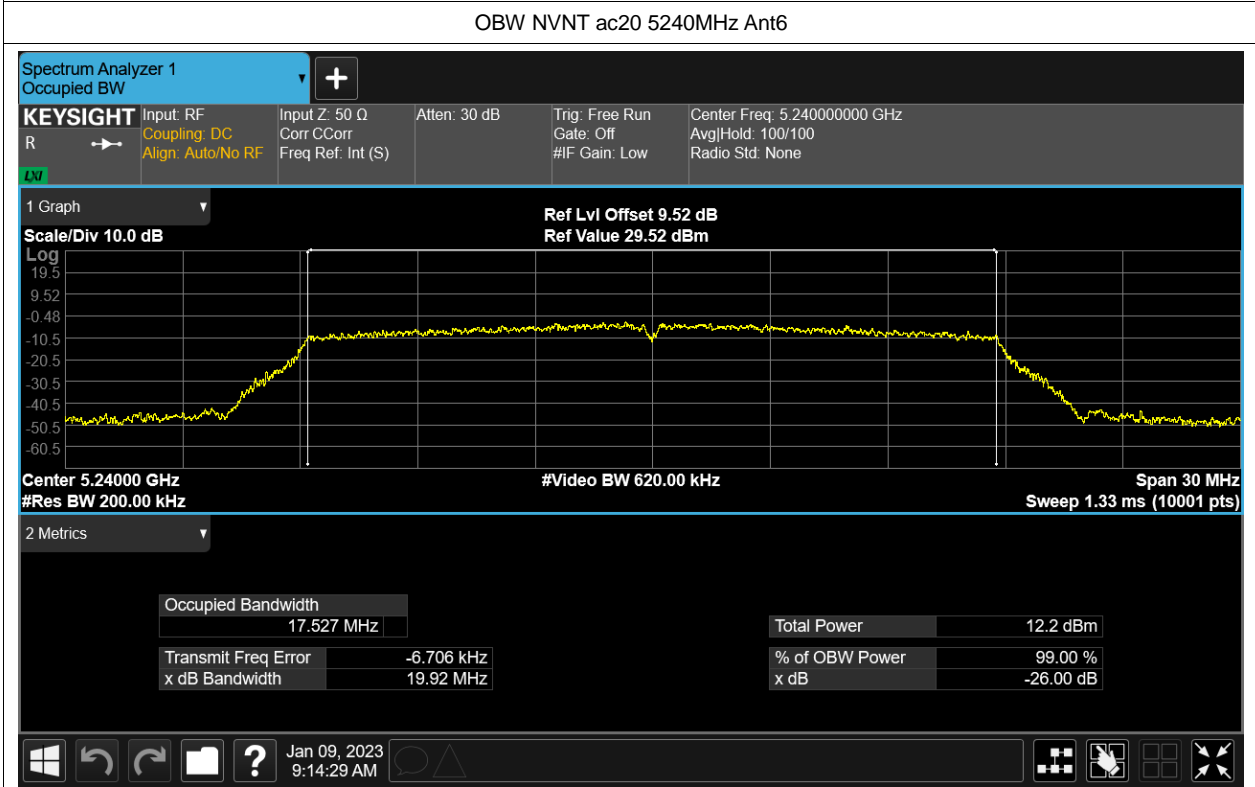 OBW NVNT ac20 5240MHz Ant6
Spectrum Analyzer 1
Occupied BW
KEYSIGHT
R
LXI
Input: RF
Coupling: DC
Align: Auto/No RF
Input Z: 50 Ω
Corr CCorr
Freq Ref: Int (S)
Atten: 30 dB
Trig: Free Run
Gate: Off
#IF Gain: Low
Center Freq: 5.240000000 GHz
Avg|Hold: 100/100
Radio Std: None
1 Graph
Scale/Div 10.0 dB
Ref Lvl Offset 9.52 dB
Ref Value 29.52 dBm
Log
19.5
9.52
-0.48
-10.5
-20.5
-30.5
-40.5
-50.5
-60.5
Center 5.24000 GHz
#Res BW 200.00 kHz
#Video BW 620.00 kHz
Span 30 MHz
Sweep 1.33 ms (10001 pts)
2 Metrics
Occupied Bandwidth
17.527 MHz
Transmit Freq Error -6.706 kHz
x dB Bandwidth 19.92 MHz
Total Power 12.2 dBm
% of OBW Power 99.00 %
x dB -26.00 dB
?
Jan 09, 2023
9:14:29 AM